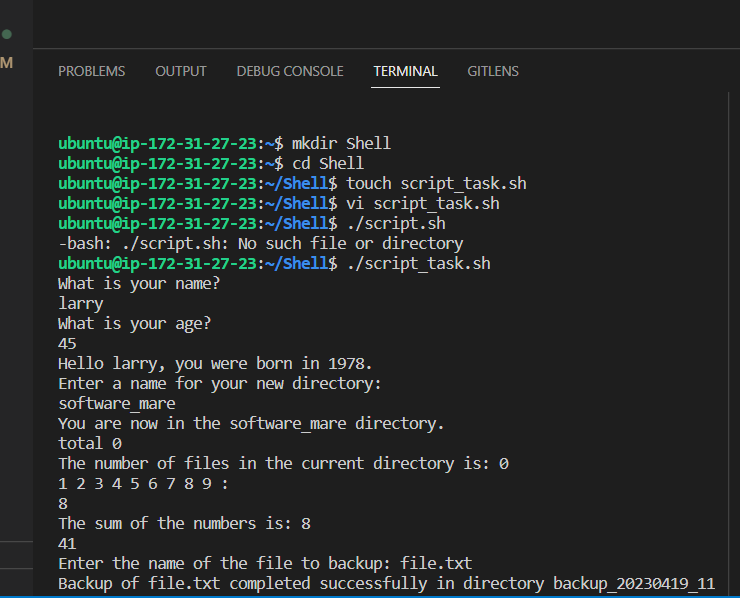 M
PROBLEMS OUTPUT DEBUG CONSOLE TERMINAL GITLENS
ubuntu@ip-172-31-27-23:~$ mkdir Shell
ubuntu@ip-172-31-27-23:~$ cd Shell
ubuntu@ip-172-31-27-23:~/Shell$ touch script_task.sh
ubuntu@ip-172-31-27-23:~/Shell$ vi script_task.sh
ubuntu@ip-172-31-27-23:~/Shell$ ./script.sh
-bash: ./script.sh: No such file or directory
ubuntu@ip-172-31-27-23:~/Shell$ ./script_task.sh
What is your name?
larry
What is your age?
45
Hello larry, you were born in 1978.
Enter a name for your new directory:
software_mare
You are now in the software_mare directory.
total 0
The number of files in the current directory is: 0
1 2 3 4 5 6 7 8 9 :
8
The sum of the numbers is: 8
41
Enter the name of the file to backup: file.txt
Backup of file.txt completed successfully in directory backup_20230419_11